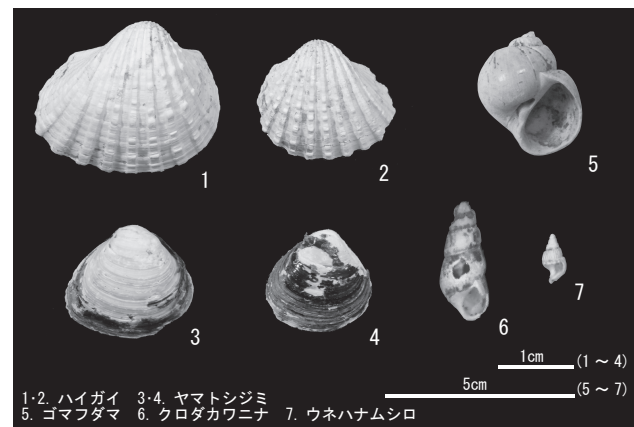 1
2
5
3
4
6
7
1cm (1 ～ 4)
5cm (5 ～ 7)
1･2. ハイガイ 3･4. ヤマトシジミ
5. ゴマフダマ 6. クロダカワニナ 7. ウネハナムシロ